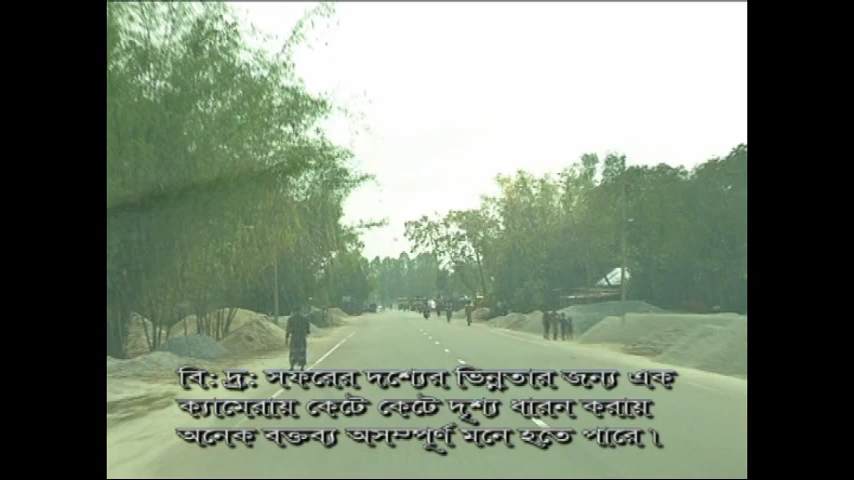 বি: দ্র: সফরের দশ্যের ভিন্নতার জন্য এক
ক্যামেরায় কেটে কেটে দৃশ্য ধারন করায়
অনেক বক্তব্য অসম্পূর্ণ মনে হতে পারে।